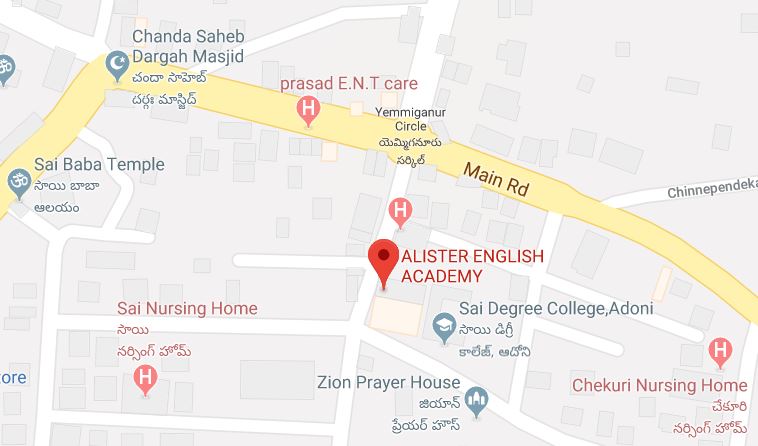 Chanda Saheb
Dargah Masjid
చందా సాహెబ్
దర్గః మాస్జిద్
prasad E.N.T care
H
Yemmiganur
Circle
యెమ్మిగనూరు
సర్కిల్
Main Rd
Sai Baba Temple
సాయి బాబా
ఆలయం
Chinnependeka
H
ALISTER ENGLISH
ACADEMY
Sai Nursing Home
సాయి
నర్సింగ్ హోమ్
H
Sai Degree College,Adoni
సాయి డిగ్రీ
కాలేజ్, ఆదోని
H
Chekuri Nursing Home
చేకూరి
నర్సింగ్ హోమ్
Zion Prayer House
జియాన్
ప్రేయర్ హౌస్
tore